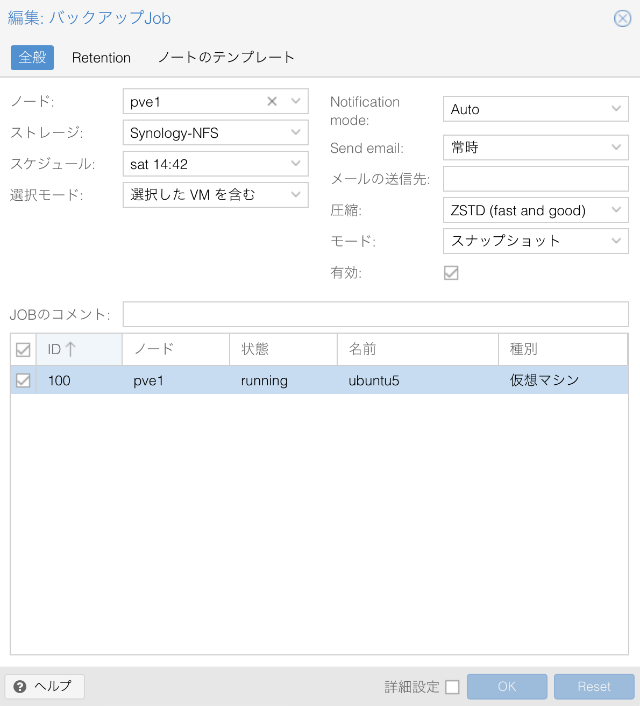 編集: バックアップJob
全般 Retention ノートのテンプレート
ノード: pve1
ストレージ: Synology-NFS
スケジュール: sat 14:42
選択モード: 選択した VM を含む
Notification mode: Auto
Send email: 常時
メールの送信先:
圧縮: ZSTD (fast and good)
モード: スナップショット
有効:
JOBのコメント:
ID ノード 状態 名前 種別
100 pve1 running ubuntu5 仮想マシン
ヘルプ 詳細設定 OK Reset